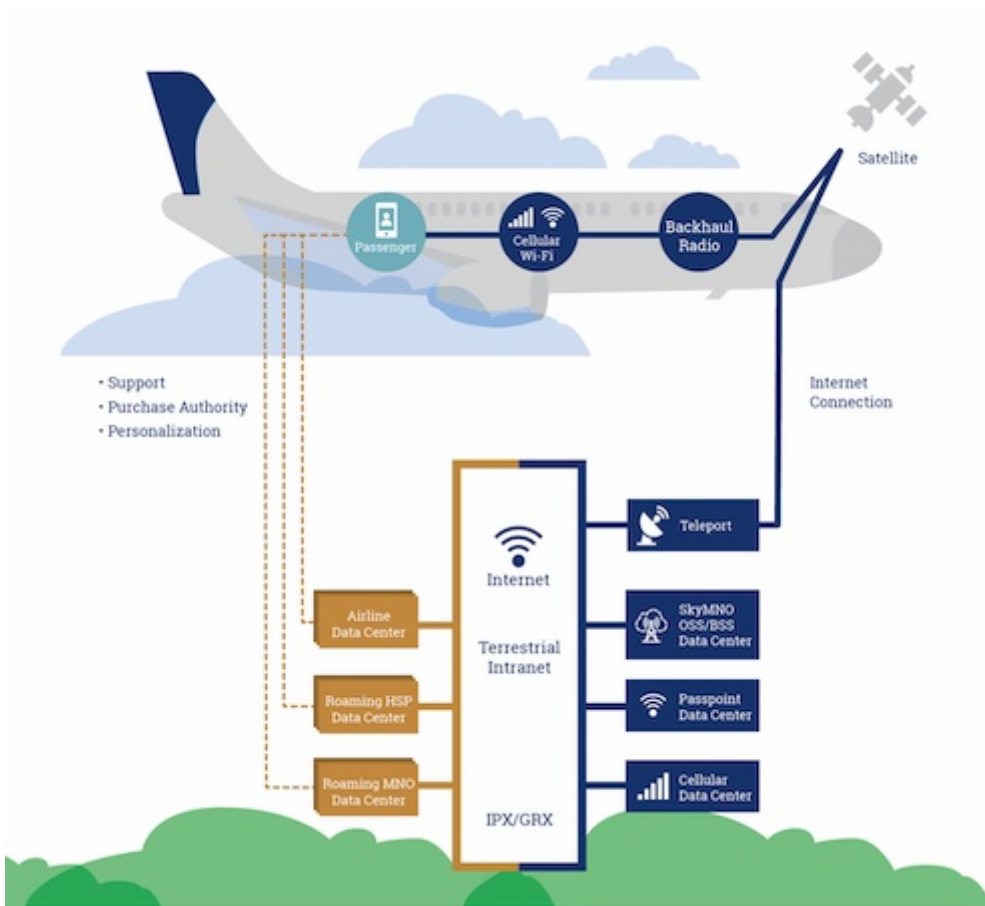 Satellite
Passenger
Cellular
Wi-Fi
Backhaul
Radio
• Support
• Purchase Authority
• Personalization
Internet
Connection
Internet
Terrestrial
Intranet
IPX/GRX
Airline
Data Center
Roaming HSP
Data Center
Roaming MNO
Data Center
Teleport
SkyMNO
OSS/BSS
Data Center
Passpoint
Data Center
Cellular
Data Center